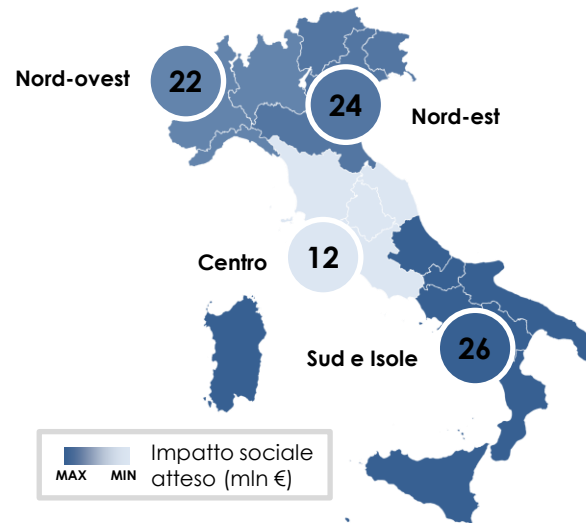 22
Nord-ovest
24
Nord-est
Centro
12
Sud e Isole
26
MAX MIN
Impatto sociale
atteso (mln €)